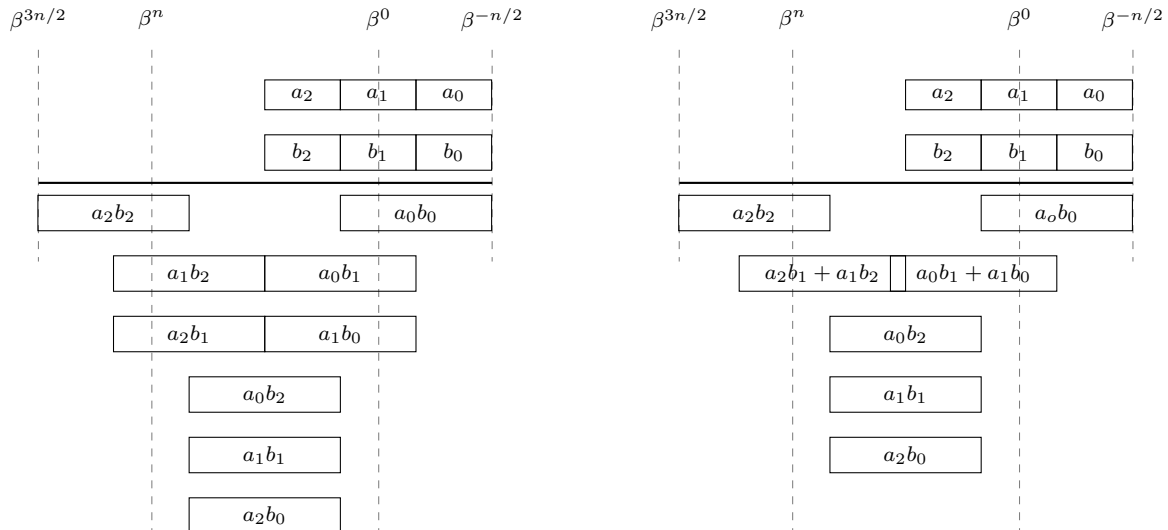 β^{3n/2} β^n β^0 β^{−n/2} β^{3n/2} β^n β^0 β^{−n/2}
a_2 a_1 a_0 a_2 a_1 a_0
b_2 b_1 b_0 b_2 b_1 b_0
a_2b_2 a_0b_0 a_2b_2 a_ob_0
a_1b_2 a_0b_1 a_2b_1 + a_1b_2 a_0b_1 + a_1b_0
a_2b_1 a_1b_0 a_0b_2
a_0b_2 a_1b_1
a_1b_1 a_2b_0
a_2b_0